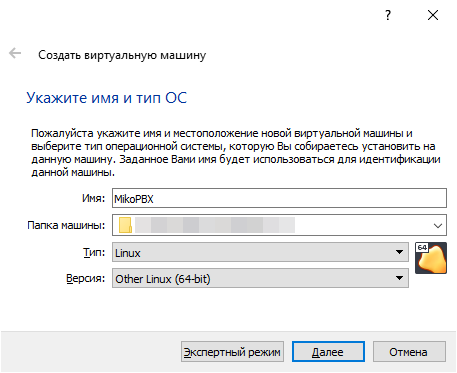 ?
Создать виртуальную машину
Укажите имя и тип ОС
Пожалуйста укажите имя и местоположение новой виртуальной машины и
выберите тип операционной системы, которую Вы собираетесь установить на
данную машину. Заданное Вами имя будет использоваться для идентификации
данной машины.
Имя: MikoPBX
Папка машины:
Тип: Linux
64
Версия: Other Linux (64-bit)
Экспертный режим Далее Отмена